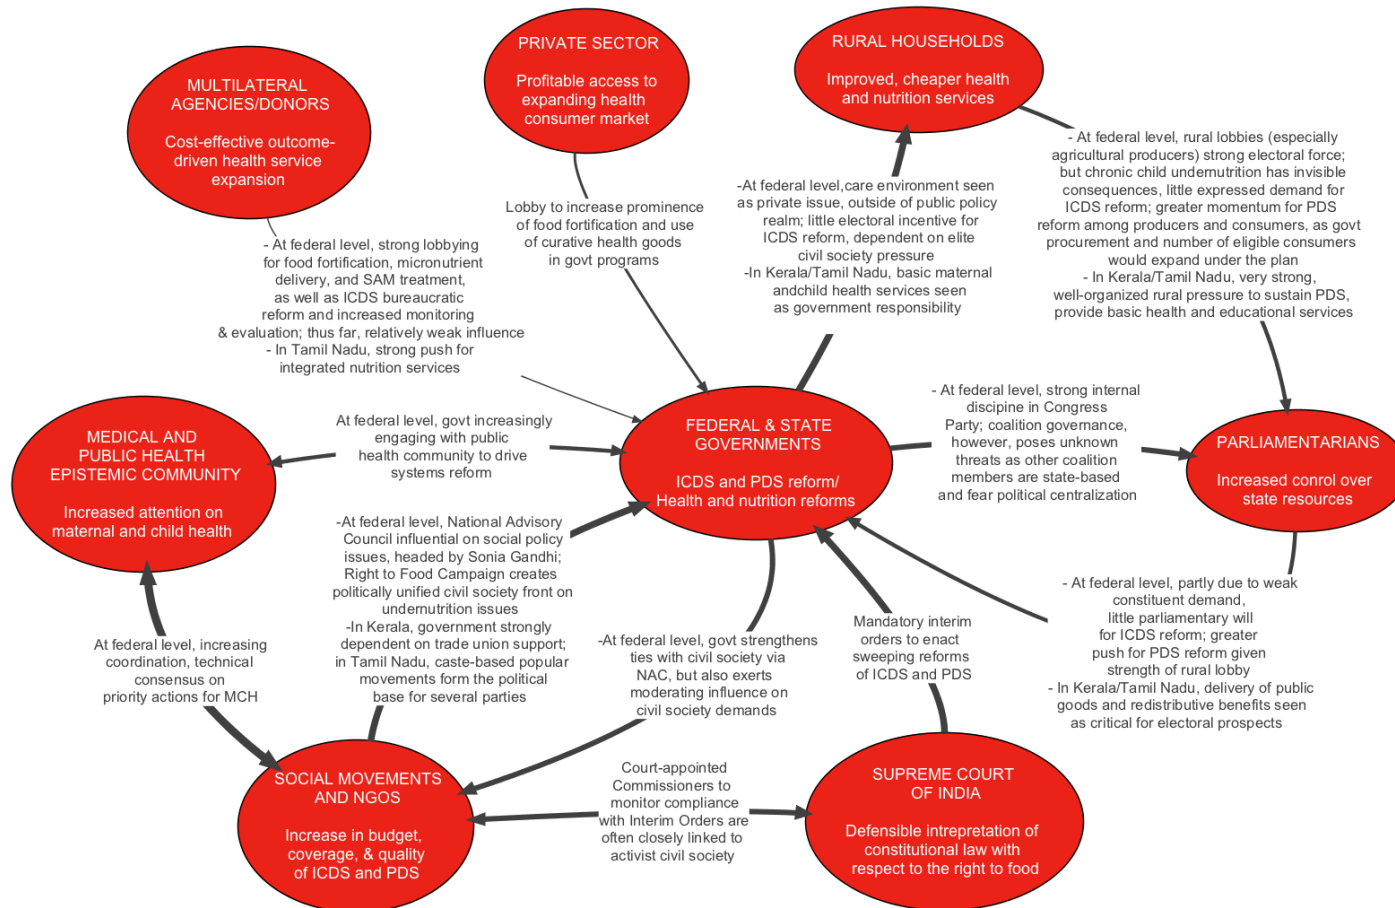 MULTILATERAL
AGENCIES/DONORS
Cost-effective outcome-
driven health service
expansion
PRIVATE SECTOR
Profitable access to
expanding health
consumer market
RURAL HOUSEHOLDS
Improved, cheaper health
and nutrition services
- At federal level, strong lobbying
for food fortification, micronutrient
delivery, and SAM treatment,
as well as ICDS bureaucratic
reform and increased monitoring
& evaluation; thus far, relatively weak influence
- In Tamil Nadu, strong push for
integrated nutrition services
Lobby to increase prominence
of food fortification and use
of curative health goods
in govt programs
-At federal level,care environment seen
as private issue, outside of public policy
realm; little electoral incentive for
ICDS reform, dependent on elite
civil society pressure
-In Kerala/Tamil Nadu, basic maternal
andchild health services seen
as government responsibility
- At federal level, rural lobbies (especially
agricultural producers) strong electoral force;
but chronic child undernutrition has invisible
consequences, little expressed demand for
ICDS reform; greater momentum for PDS
reform among producers and consumers, as govt
procurement and number of eligible consumers
would expand under the plan
- In Kerala/Tamil Nadu, very strong,
well-organized rural pressure to sustain PDS,
provide basic health and educational services
MEDICAL AND
PUBLIC HEALTH
EPISTEMIC COMMUNITY
Increased attention on
maternal and child health
At federal level, govt increasingly
engaging with public
health community to drive
systems reform
FEDERAL & STATE
GOVERNMENTS
ICDS and PDS reform/
Health and nutrition reforms
- At federal level, strong internal
discipine in Congress
Party; coalition governance,
however, poses unknown
threats as other coalition
members are state-based
and fear political centralization
PARLIAMENTARIANS
Increased conrol over
state resources
-At federal level, National Advisory
Council influential on social policy
issues, headed by Sonia Gandhi;
Right to Food Campaign creates
politically unified civil society front on
undernutrition issues
-In Kerala, government strongly
dependent on trade union support;
in Tamil Nadu, caste-based popular
movements form the political
base for several parties
At federal level, increasing
coordination, technical
consensus on
priority actions for MCH
-At federal level, govt strengthens
ties with civil society via
NAC, but also exerts
moderating influence on
civil society demands
Mandatory interim
orders to enact
sweeping reforms
of ICDS and PDS
- At federal level, partly due to weak
constituent demand,
little parliamentary will
for ICDS reform; greater
push for PDS reform given
strength of rural lobby
- In Kerala/Tamil Nadu, delivery of public
goods and redistributive benefits seen
as critical for electoral prospects
SOCIAL MOVEMENTS
AND NGOS
Increase in budget,
coverage, & quality
of ICDS and PDS
Court-appointed
Commissioners to
monitor compliance
with Interim Orders are
often closely linked to
activist civil society
SUPREME COURT
OF INDIA
Defensible intrepretation of
constitutional law with
respect to the right to food